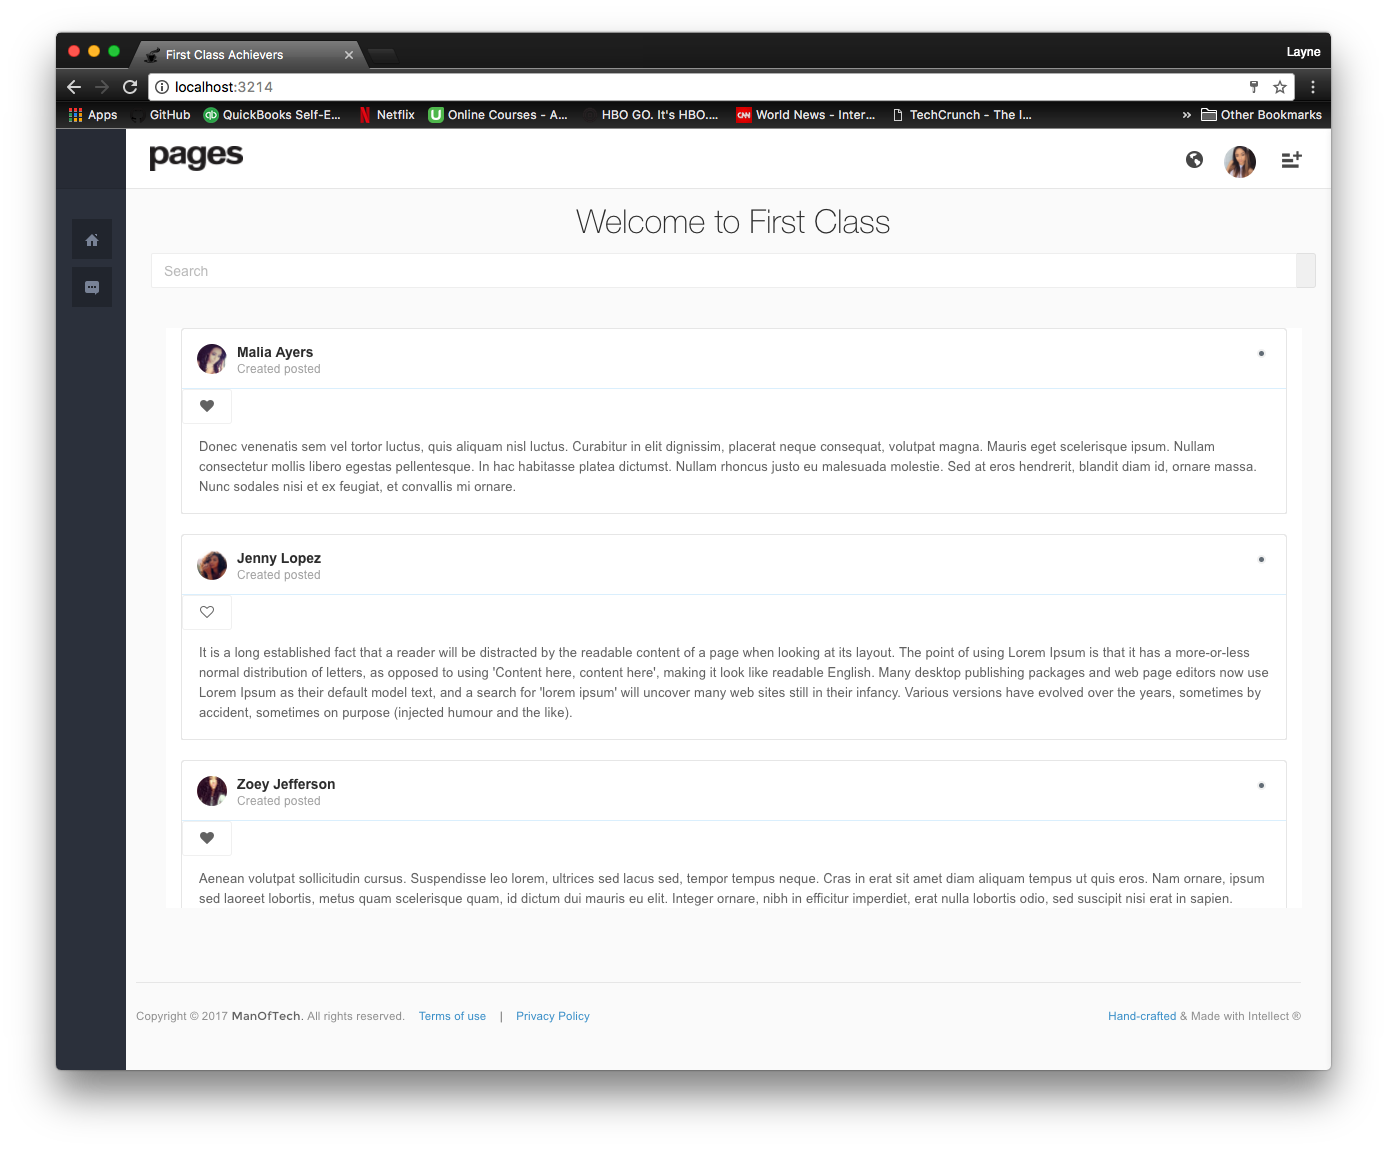 First Class Achievers
Layne
localhost:3214
Apps GitHub QuickBooks Self-E... Netflix Online Courses - A... HBO GO. It's HBO.... CNN World News - Inter... TechCrunch - The I... » Other Bookmarks
pages
Welcome to First Class
Search
Malia Ayers
Created posted
Donec venenatis sem vel tortor luctus, quis aliquam nisl luctus. Curabitur in elit dignissim, placerat neque consequat, volutpat magna. Mauris eget scelerisque ipsum. Nullam
consectetur mollis libero egestas pellentesque. In hac habitasse platea dictumst. Nullam rhoncus justo eu malesuada molestie. Sed at eros hendrerit, blandit diam id, ornare massa.
Nunc sodales nisi et ex feugiat, et convallis mi ornare.
Jenny Lopez
Created posted
It is a long established fact that a reader will be distracted by the readable content of a page when looking at its layout. The point of using Lorem Ipsum is that it has a more-or-less
normal distribution of letters, as opposed to using 'Content here, content here', making it look like readable English. Many desktop publishing packages and web page editors now use
Lorem Ipsum as their default model text, and a search for 'lorem ipsum' will uncover many web sites still in their infancy. Various versions have evolved over the years, sometimes by
accident, sometimes on purpose (injected humour and the like).
Zoey Jefferson
Created posted
Aenean volutpat sollicitudin cursus. Suspendisse leo lorem, ultrices sed lacus sed, tempor tempus neque. Cras in erat sit amet diam aliquam tempus ut quis eros. Nam ornare, ipsum
sed laoreet lobortis, metus quam scelerisque quam, id dictum dui mauris eu elit. Integer ornare, nibh in efficitur imperdiet, erat nulla lobortis odio, sed suscipit nisi erat in sapien.
Copyright © 2017 ManOfTech. All rights reserved. Terms of use | Privacy Policy
Hand-crafted & Made with Intellect ®